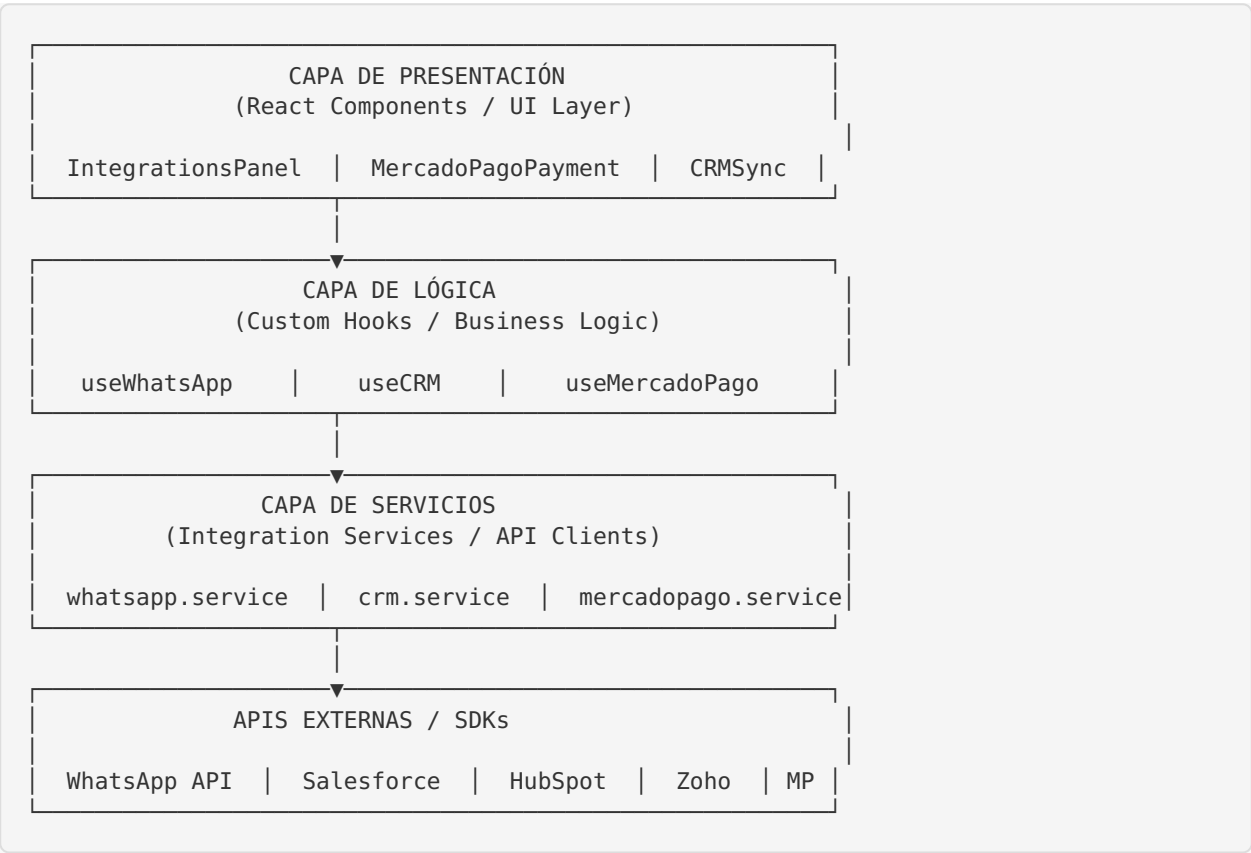 CAPA DE PRESENTACIÓN
(React Components / UI Layer)
IntegrationsPanel │ MercadoPagoPayment │ CRMSync
CAPA DE LÓGICA
(Custom Hooks / Business Logic)
useWhatsApp │ useCRM │ useMercadoPago
CAPA DE SERVICIOS
(Integration Services / API Clients)
whatsapp.service │ crm.service │ mercadopago.service
APIS EXTERNAS / SDKs
WhatsApp API │ Salesforce │ HubSpot │ Zoho │ MP